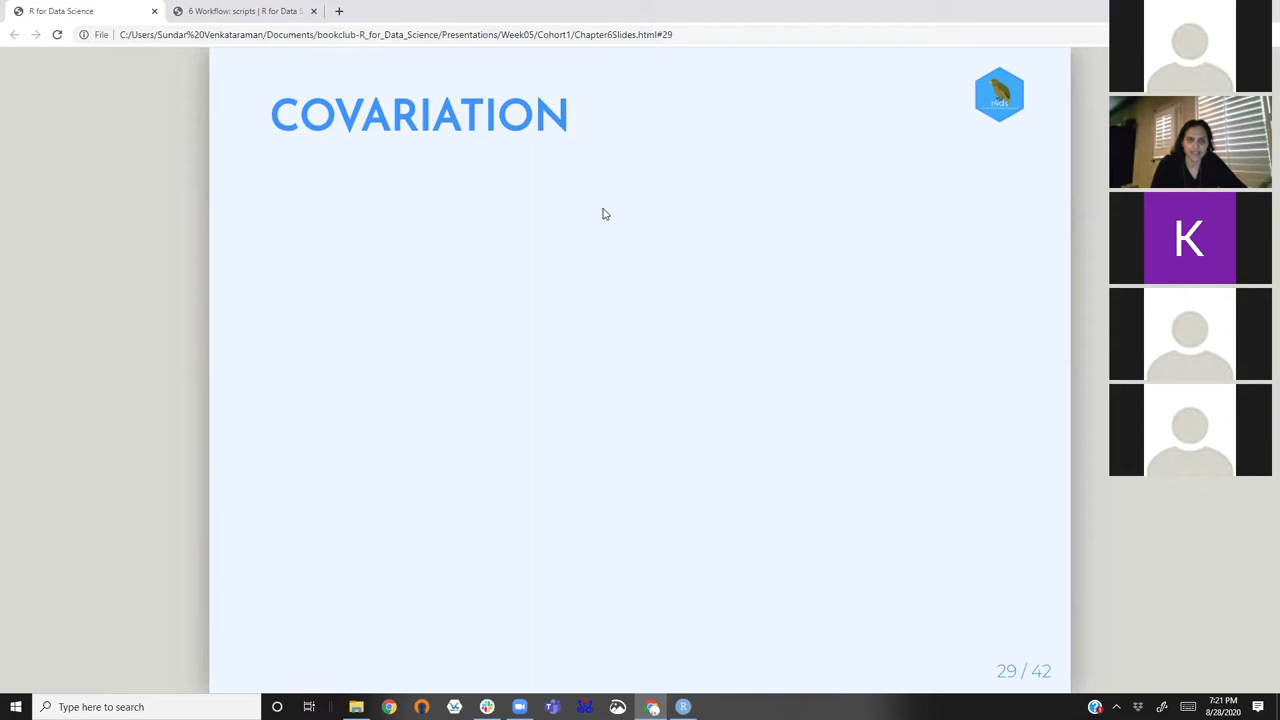 R for Data Science
6 Workflow: scripts | R for Data S
File
C:/Users/Sundar%20Venkataraman/Documents/bookclub-R_for_Data_Science/Presentations/Week05/Cohort1/Chapter6Slides.html#29
COVARIATION
r4ds
K
29 / 42
Type here to search
7:21 PM
8/28/2020